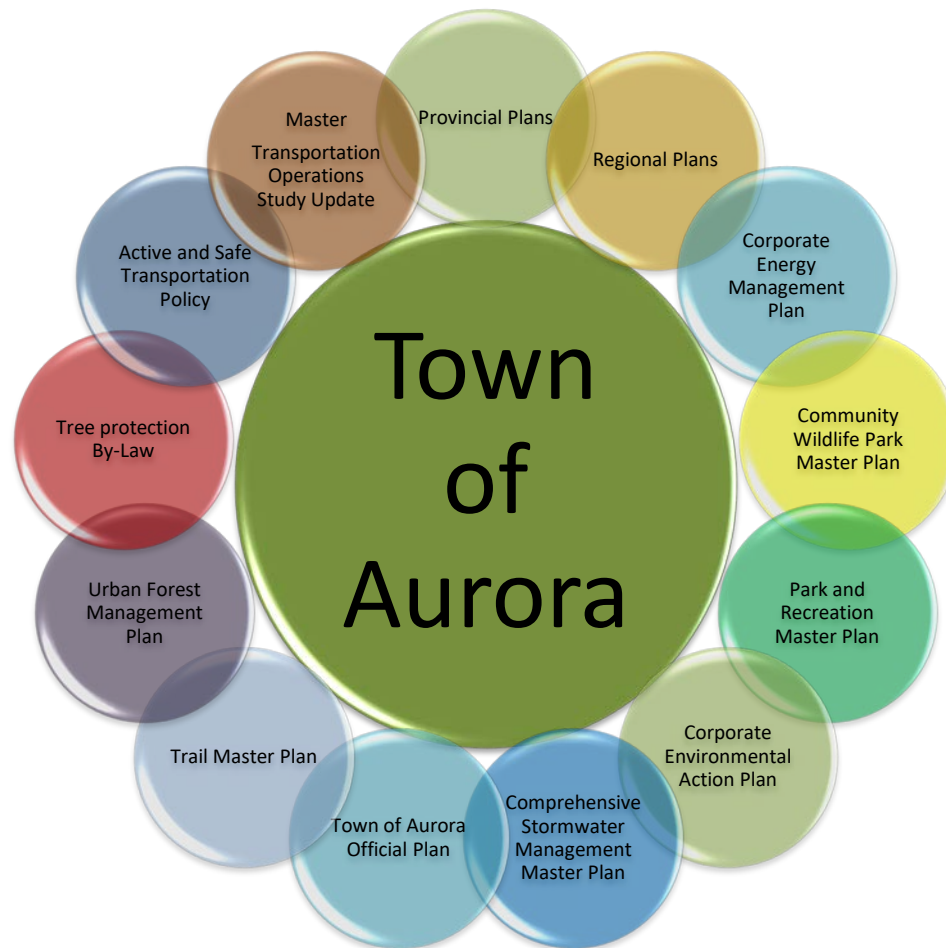 Provincial Plans
Regional Plans
Corporate
Energy
Management
Plan
Community
Wildlife Park
Master Plan
Park and
Recreation
Master Plan
Corporate
Environmental
Action Plan
Comprehensive
Stormwater
Management
Master Plan
Town of Aurora
Official Plan
Trail Master Plan
Urban Forest
Management
Plan
Tree protection
By-Law
Active and Safe
Transportation
Policy
Master
Transportation
Operations
Study Update
Town
of
Aurora